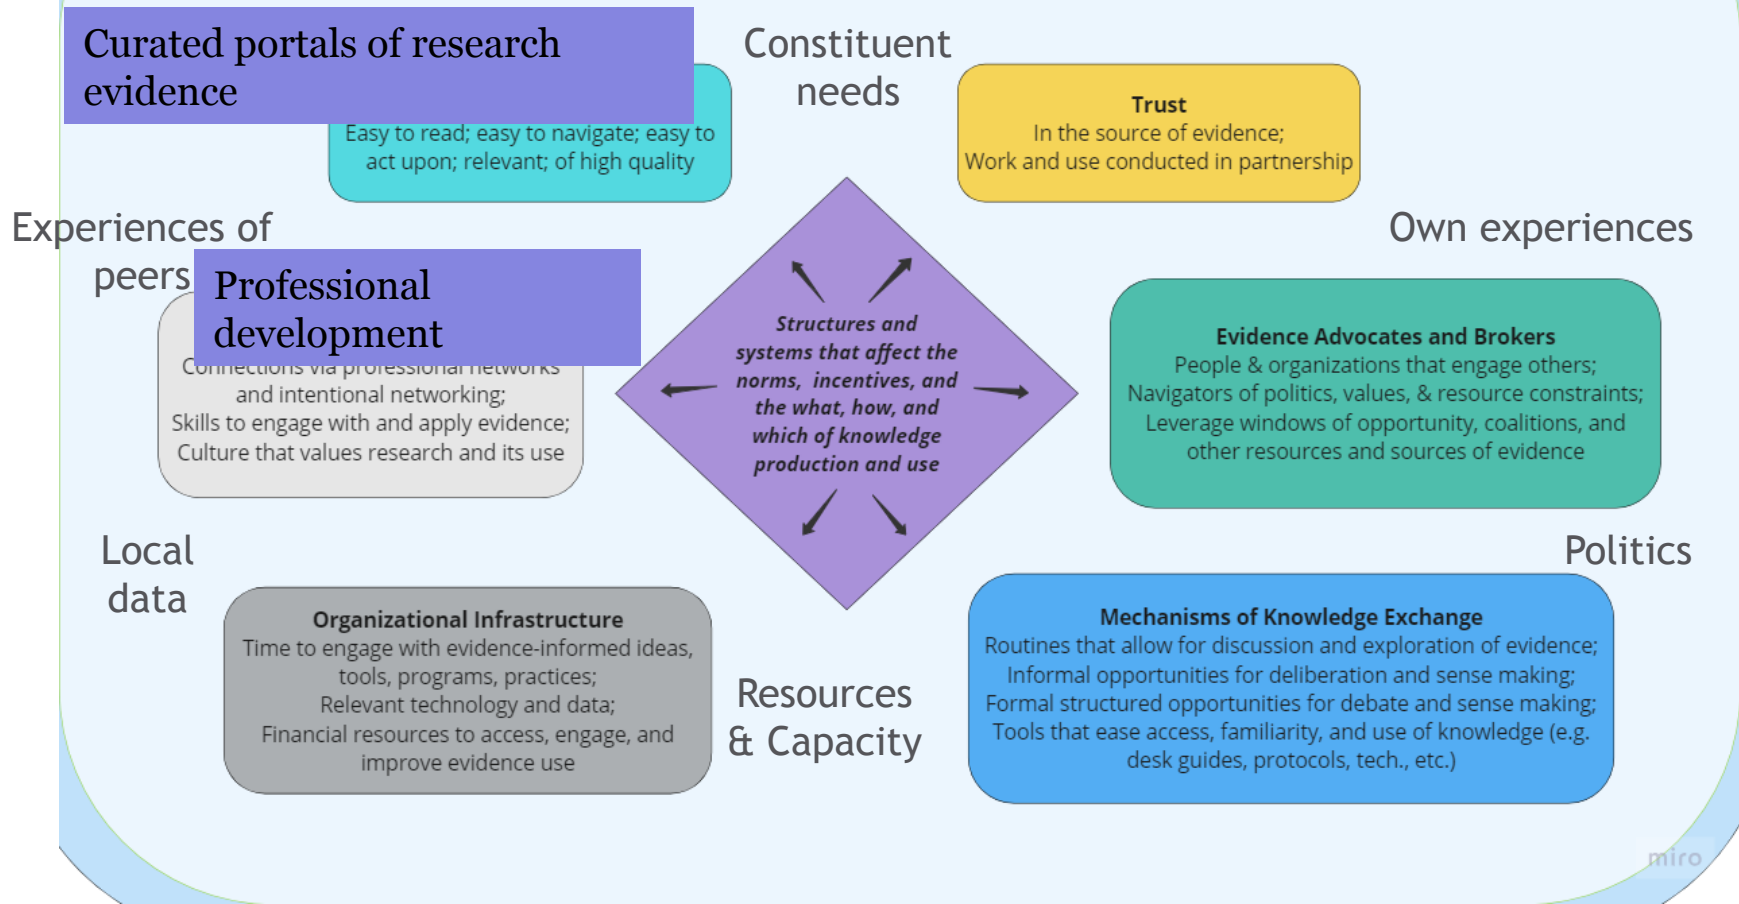 Curated portals of research
evidence
Easy to read; easy to navigate; easy to
act upon; relevant; of high quality
Constituent
needs
Trust
In the source of evidence;
Work and use conducted in partnership
Experiences of
peers
Own experiences
Professional
development
Connections via professional networks
and intentional networking;
Skills to engage with and apply evidence;
Culture that values research and its use
Structures and
systems that affect the
norms, incentives, and
the what, how, and
which of knowledge
production and use
Evidence Advocates and Brokers
People & organizations that engage others;
Navigators of politics, values, & resource constraints;
Leverage windows of opportunity, coalitions, and
other resources and sources of evidence
Local
data
Politics
Organizational Infrastructure
Time to engage with evidence-informed ideas,
tools, programs, practices;
Relevant technology and data;
Financial resources to access, engage, and
improve evidence use
Resources
& Capacity
Mechanisms of Knowledge Exchange
Routines that allow for discussion and exploration of evidence;
Informal opportunities for deliberation and sense making;
Formal structured opportunities for debate and sense making;
Tools that ease access, familiarity, and use of knowledge (e.g.
desk guides, protocols, tech., etc.)
miro